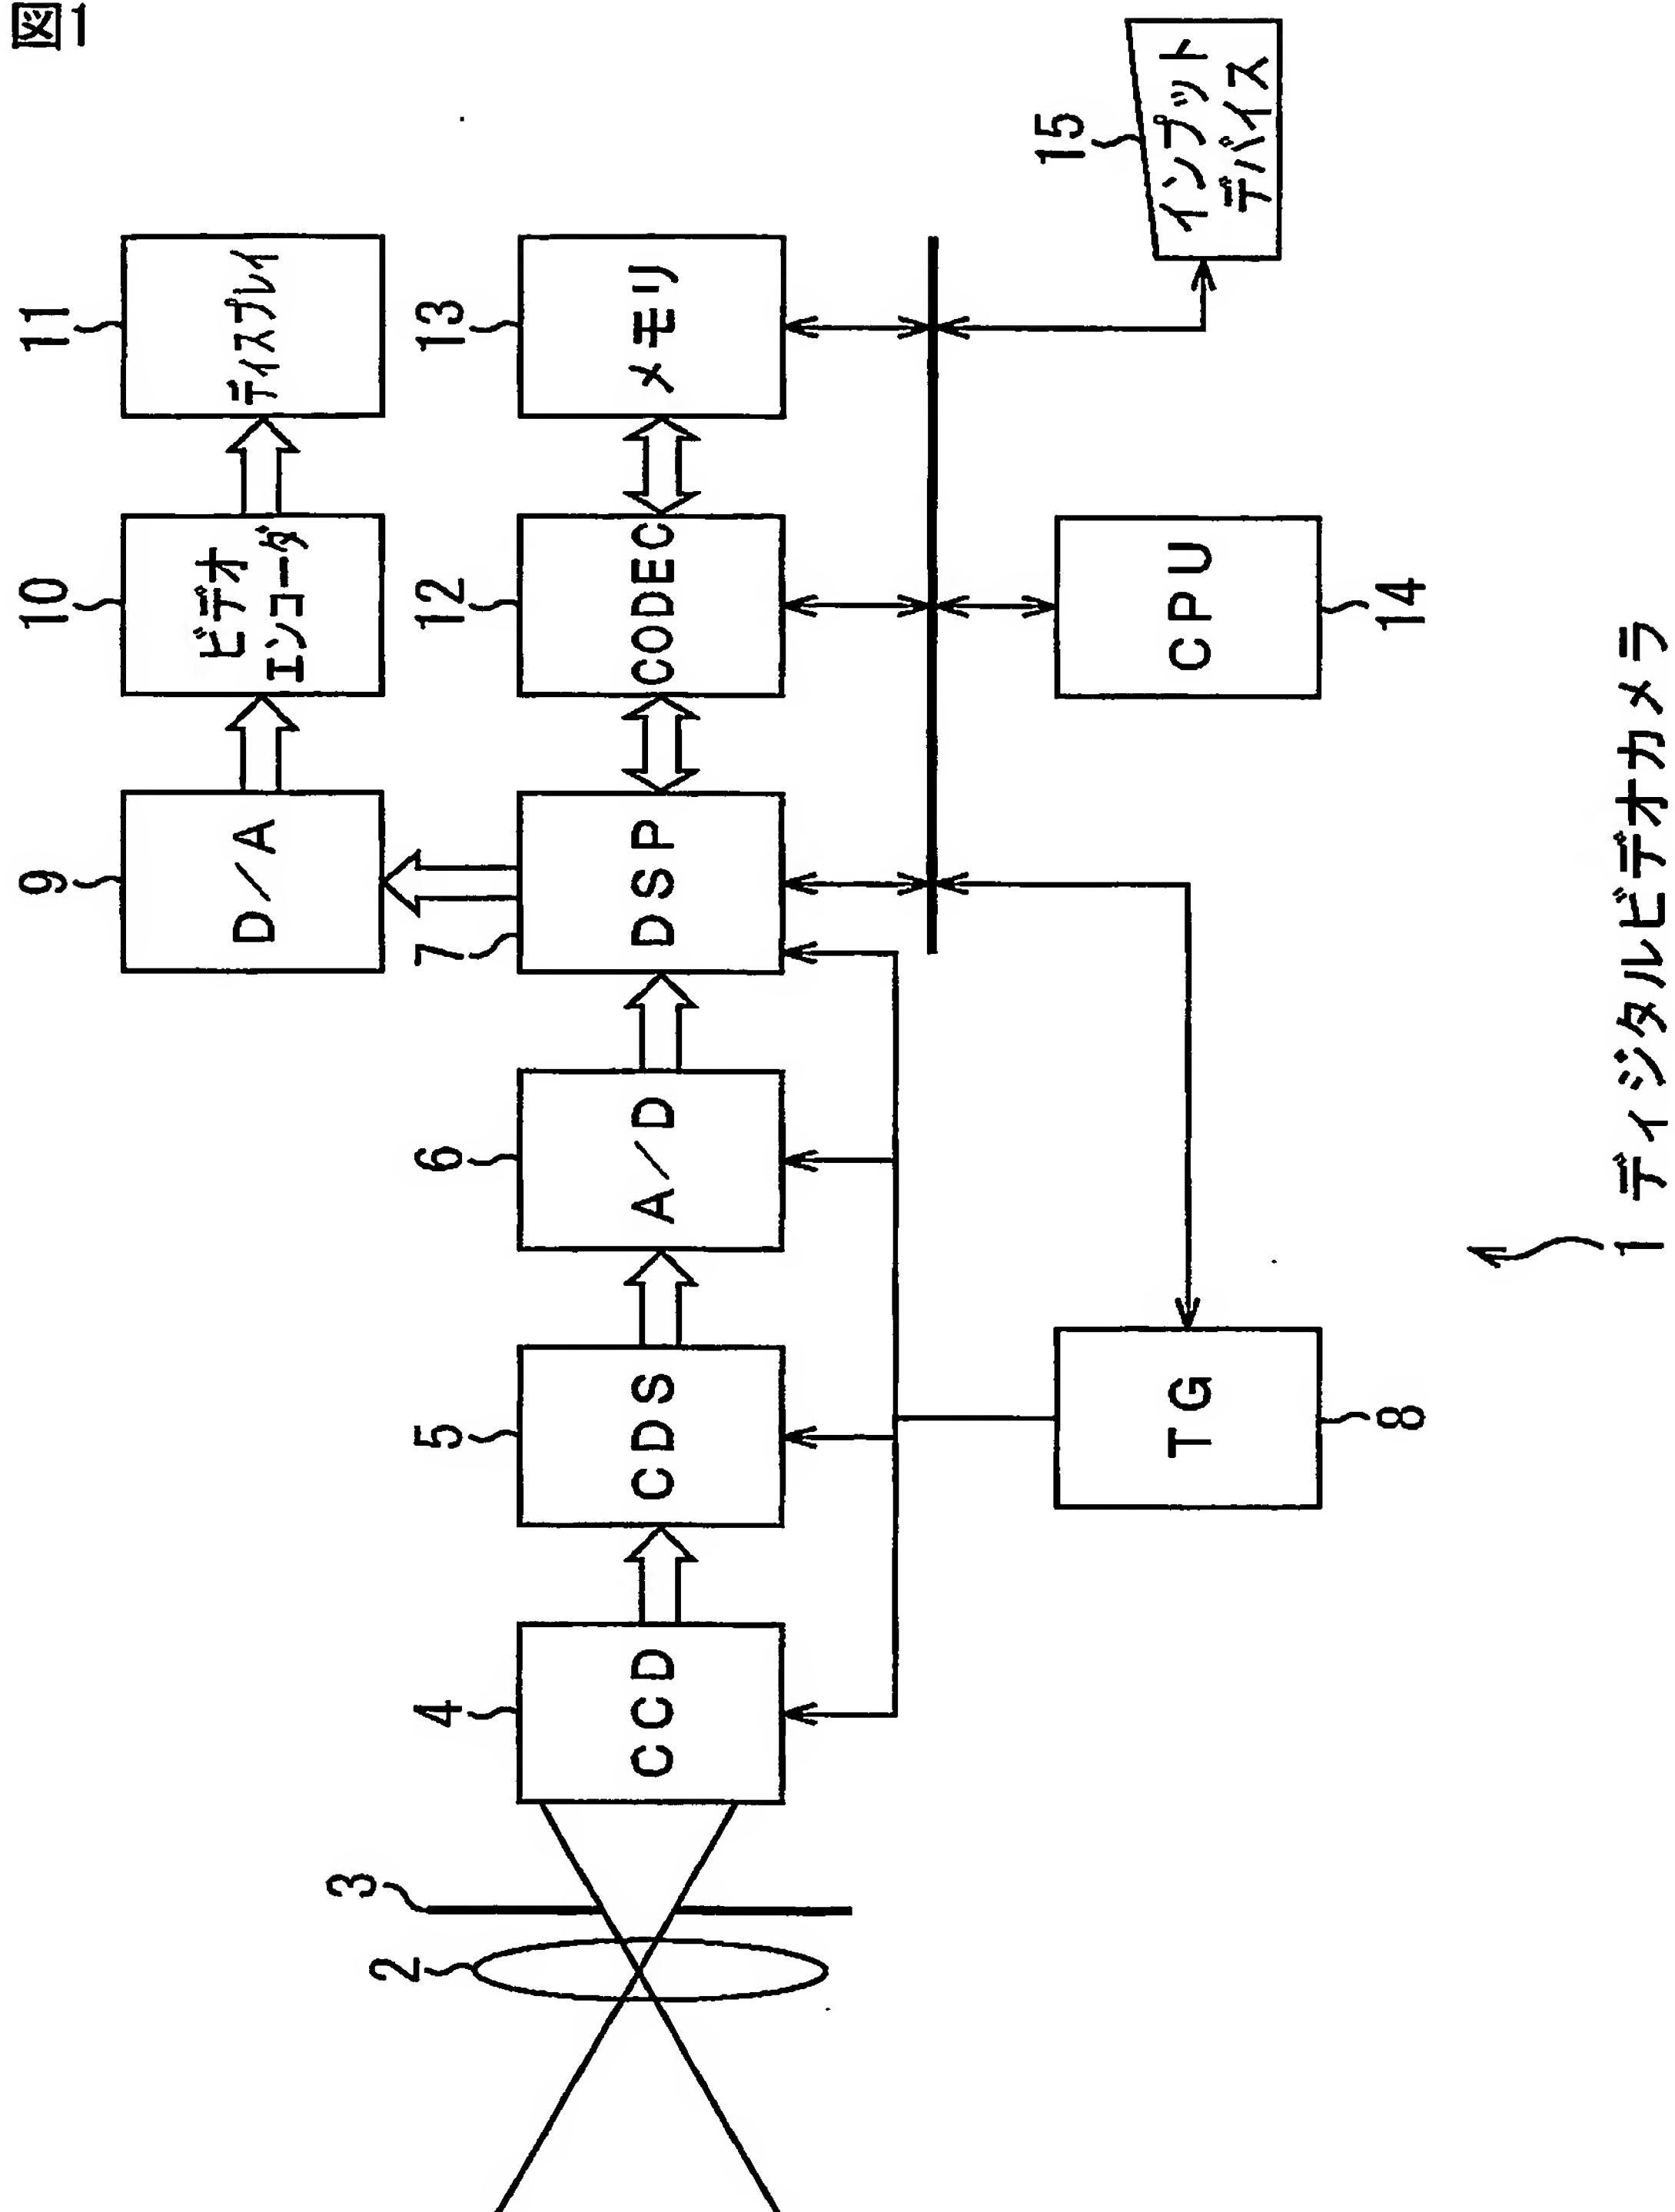 図1
11
ディスプレイ
10
ビデオ
エンコーダ
9
D/A
13
メモリ
12
CODEC
7
DSP
6
A/D
5
CDS
4
CCD
3
2
15
インプット
デバイス
14
CPU
8
TG
1 ディジタルビデオカメラ